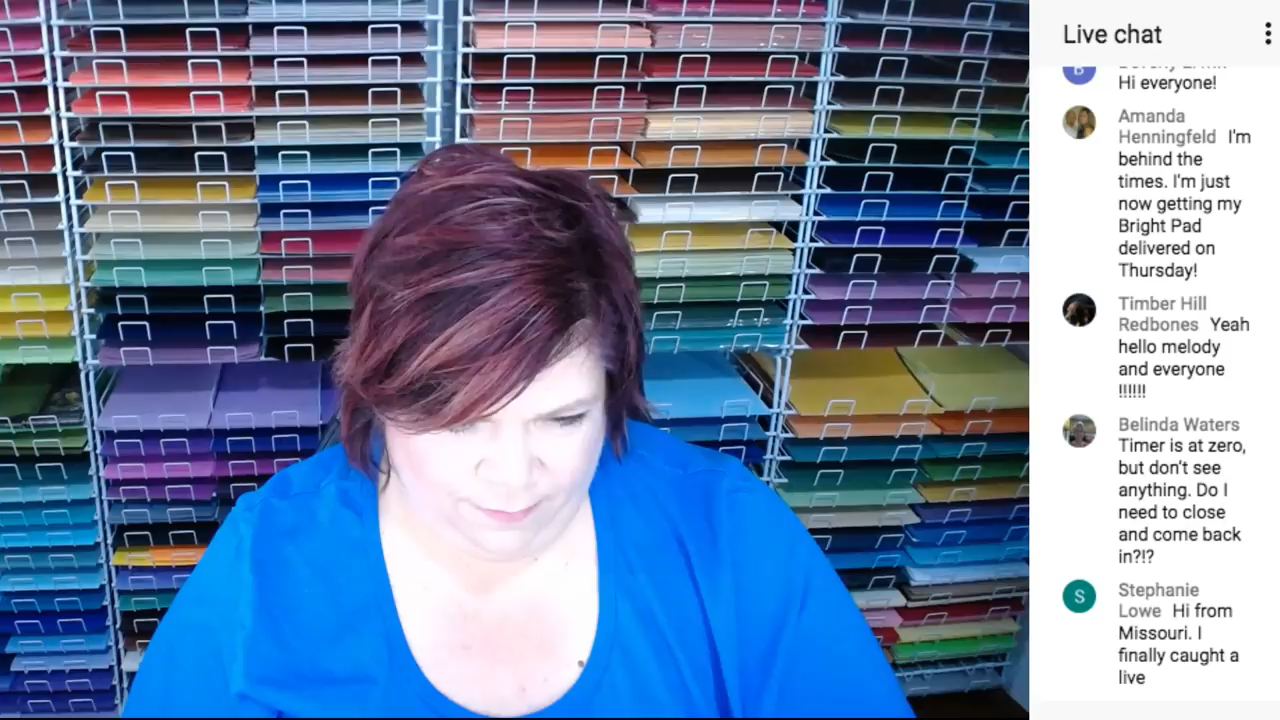 Live chat
B
Hi everyone!
Amanda
Henningfeld I'm
behind the
times. I'm just
now getting my
Bright Pad
delivered on
Thursday!
Timber Hill
Redbones Yeah
hello melody
and everyone
!!!!!!
Belinda Waters
Timer is at zero,
but don't see
anything. Do I
need to close
and come back
in?!?
S
Stephanie
Lowe Hi from
Missouri. I
finally caught a
live